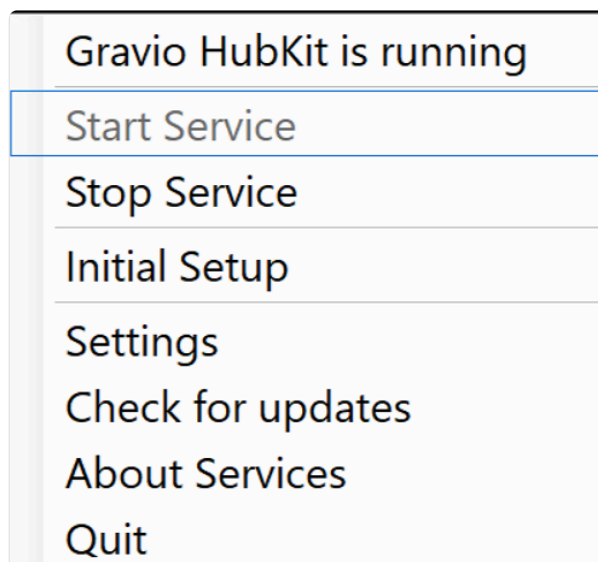 Gravio HubKit is running
Start Service
Stop Service
Initial Setup
Settings
Check for updates
About Services
Quit